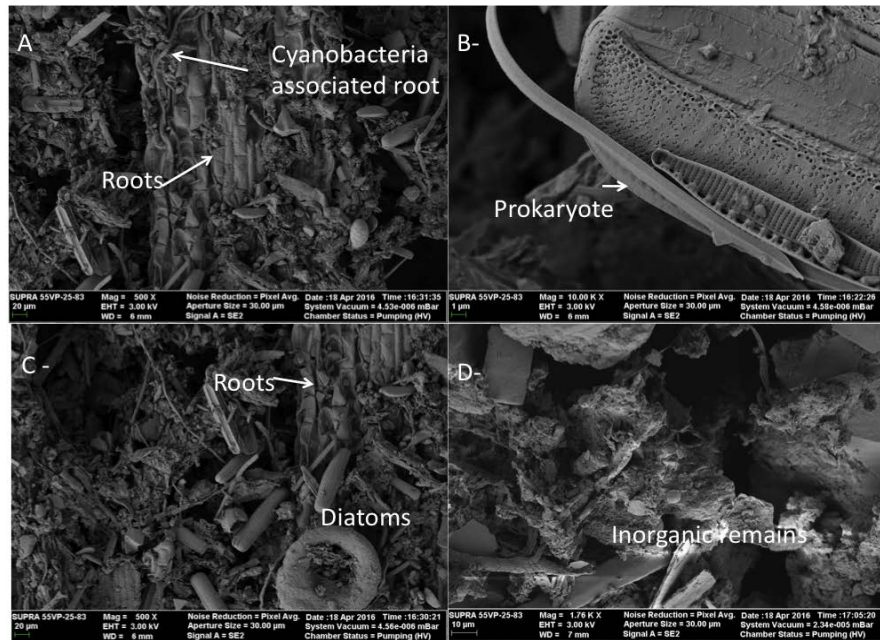 A
Cyanobacteria
associated root
Roots
SUPRA 55VP-25-83
20 µm
Mag = 500 X
EHT = 3.00 kV
WD = 6 mm
Noise Reduction = Pixel Avg.
Aperture Size = 30.00 µm
Signal A = SE2
Date :18 Apr 2016 Time :16:31:35
System Vacuum = 4.53e-006 mBar
Chamber Status = Pumping (HV)
B-
Prokaryote
SUPRA 55VP-25-83
1 µm
Mag = 10.00 K X
EHT = 3.00 kV
WD = 6 mm
Noise Reduction = Pixel Avg.
Aperture Size = 30.00 µm
Signal A = SE2
Date :18 Apr 2016 Time :16:22:26
System Vacuum = 4.58e-006 mBar
Chamber Status = Pumping (HV)
C -
Roots
Diatoms
SUPRA 55VP-25-83
20 µm
Mag = 500 X
EHT = 3.00 kV
WD = 6 mm
Noise Reduction = Pixel Avg.
Aperture Size = 30.00 µm
Signal A = SE2
Date :18 Apr 2016 Time :16:30:21
System Vacuum = 4.56e-006 mBar
Chamber Status = Pumping (HV)
D-
Inorganic remains
SUPRA 55VP-25-83
10 µm
Mag = 1.76 K X
EHT = 3.00 kV
WD = 7 mm
Noise Reduction = Pixel Avg.
Aperture Size = 30.00 µm
Signal A = SE2
Date :18 Apr 2016 Time :17:05:20
System Vacuum = 2.34e-005 mBar
Chamber Status = Pumping (HV)